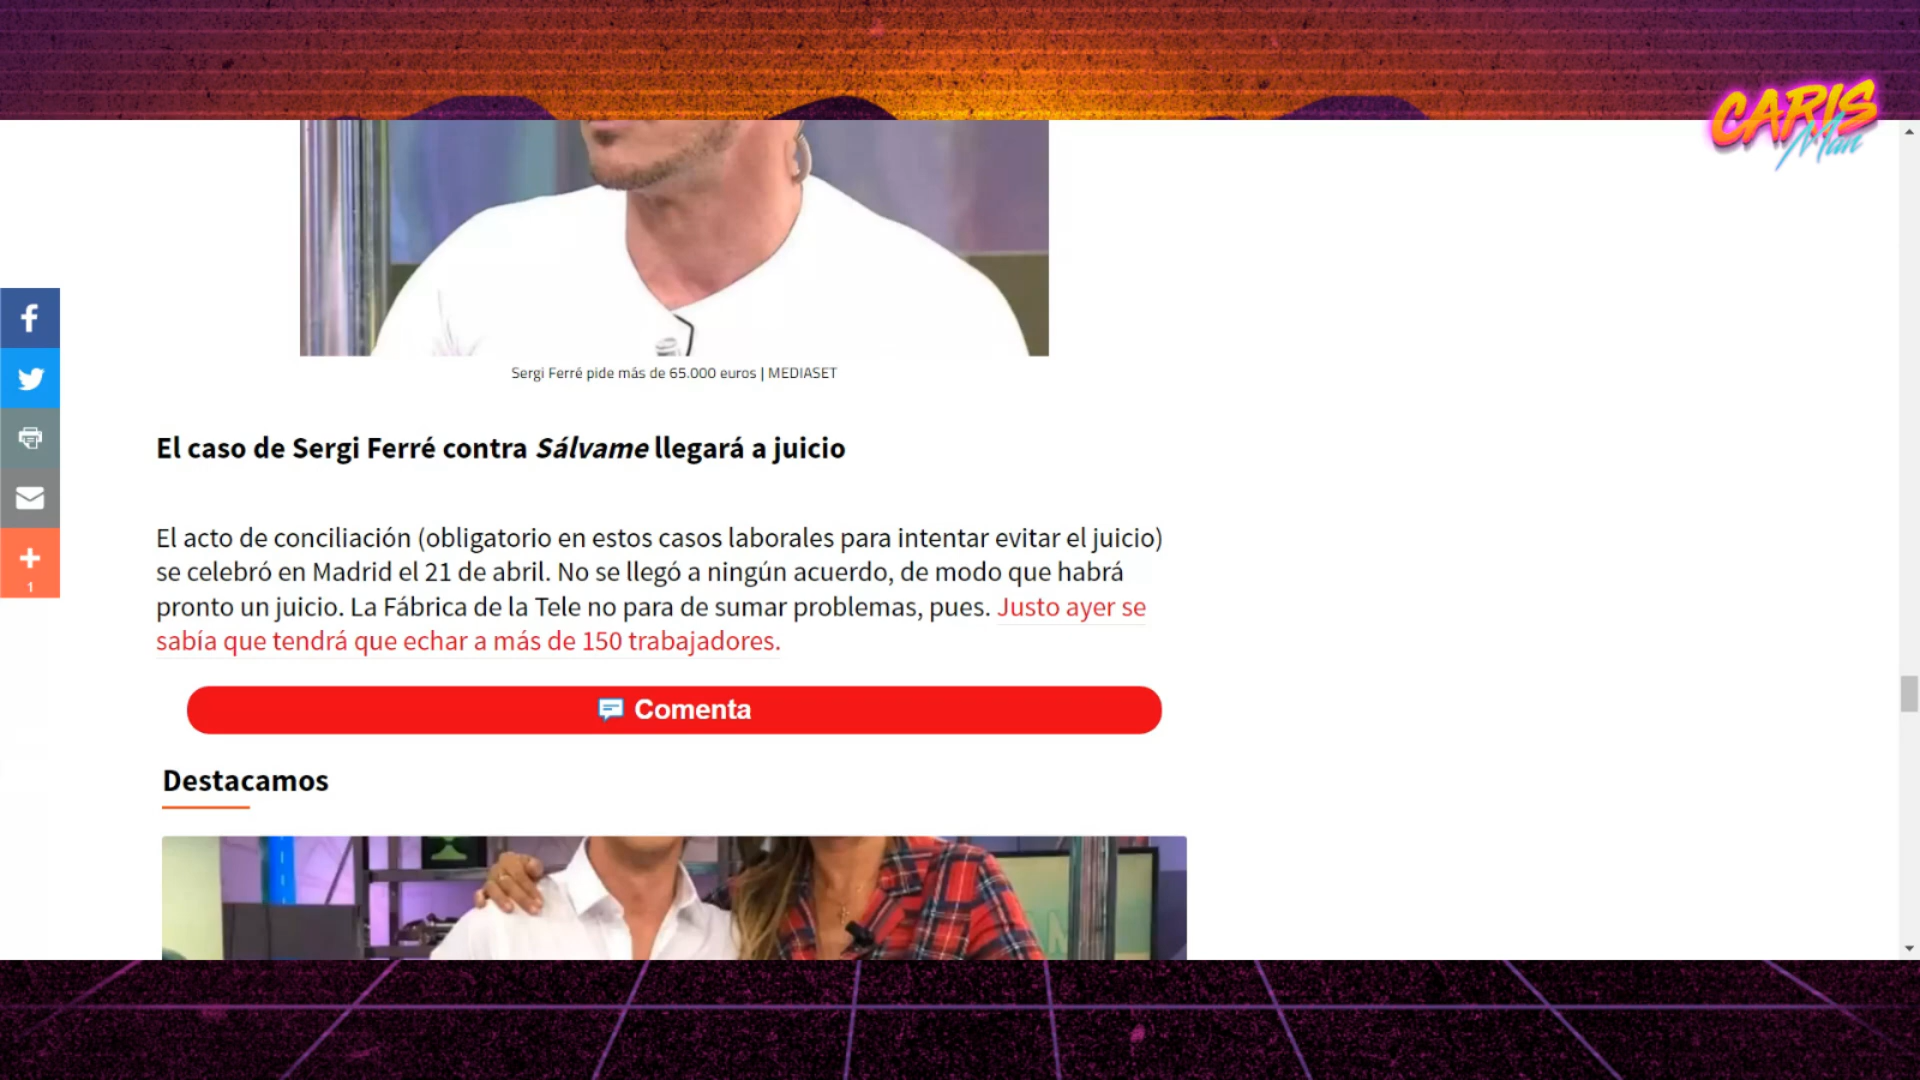 CARIS
Man
Sergi Ferré pide más de 65.000 euros | MEDIASET
El caso de Sergi Ferré contra Sálvame llegará a juicio
El acto de conciliación (obligatorio en estos casos laborales para intentar evitar el juicio)
se celebró en Madrid el 21 de abril. No se llegó a ningún acuerdo, de modo que habrá
pronto un juicio. La Fábrica de la Tele no para de sumar problemas, pues. Justo ayer se
sabía que tendrá que echar a más de 150 trabajadores.
1
Comenta
Destacamos